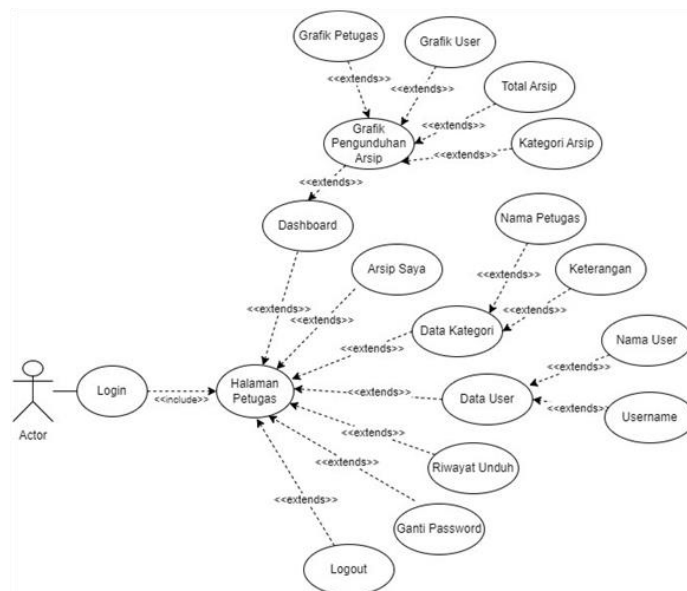 Grafik Petugas
Grafik User
<<extends>>
<<extends>>
Total Arsip
Grafik
Pengunduhan
Arsip
<<extends>>
Kategori Arsip
<<extends>>
<<extends>>
Dashboard
Nama Petugas
Arsip Saya
<<extends>>
Keterangan
<<extends>>
<<extends>>
<<extends>>
Data Kategori
Nama User
<<extends>>
<<extends>>
Actor
Login
<<include>>
Halaman
Petugas
<<extends>>
Data User
<<extends>>
Username
<<extends>>
Riwayat Unduh
<<extends>>
<<extends>>
Ganti Password
Logout